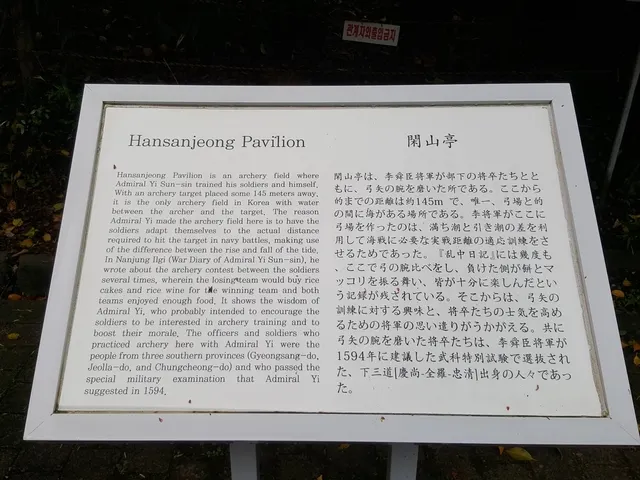 관계자외출입금지
Hansanjeong Pavilion
Hansanjeong Pavilion is an archery field where
Admiral Yi Sun-sin trained his soldiers and himself.
With an archery target placed some 145 meters away,
it is the only archery field in Korea with water
between the archer and the target. The reason
Admiral Yi made the archery field here is to have the
soldiers adapt themselves to the actual distance
required to hit the target in navy battles, making use
of the difference between the rise and fall of the tide.
In Nanjung Ilgi (War Diary of Admiral Yi Sun-sin), he
wrote about the archery contest between the soldiers
several times, wherein the losing team would buy rice
cakes and rice wine for the winning team and both
teams enjoyed enough food. It shows the wisdom of
Admiral Yi, who probably intended to encourage the
soldiers to be interested in archery training and to
boost their morale. The officers and soldiers who
practiced archery here with Admiral Yi were the
people from three southern provinces (Gyeongsang-do,
Jeolla-do, and Chungcheong-do) and who passed the
special military examination that Admiral Yi
suggested in 1594.
閑山亭
閑山亭は、李舜臣将軍が部下の将卒たちとと
もに、弓矢の腕を磨いた所である。ここから
的までの距離は約145m で、唯一、弓場と的
の間に海がある場所である。李将軍がここに
弓場を作ったのは、満ち潮と引き潮の差を利
用して海戦に必要な実戦距離の適応訓練をさ
せるためであった。『乱中日記』には幾度も
、ここで弓の腕比べをし、負けた側が餅とマ
ッコリを振る舞い、皆が十分に楽しんだとい
う記録が残されている。そこからは、弓矢の
訓練に対する興味と、将卒たちの士気を高め
るための将軍の思い遣りがうかがえる。共に
弓矢の腕を磨いた将卒たちは、李舜臣将軍が
1594年に建議した武科特別試験で選抜され
た、下三道[慶尚-全羅-忠清]出身の人々であっ
た。